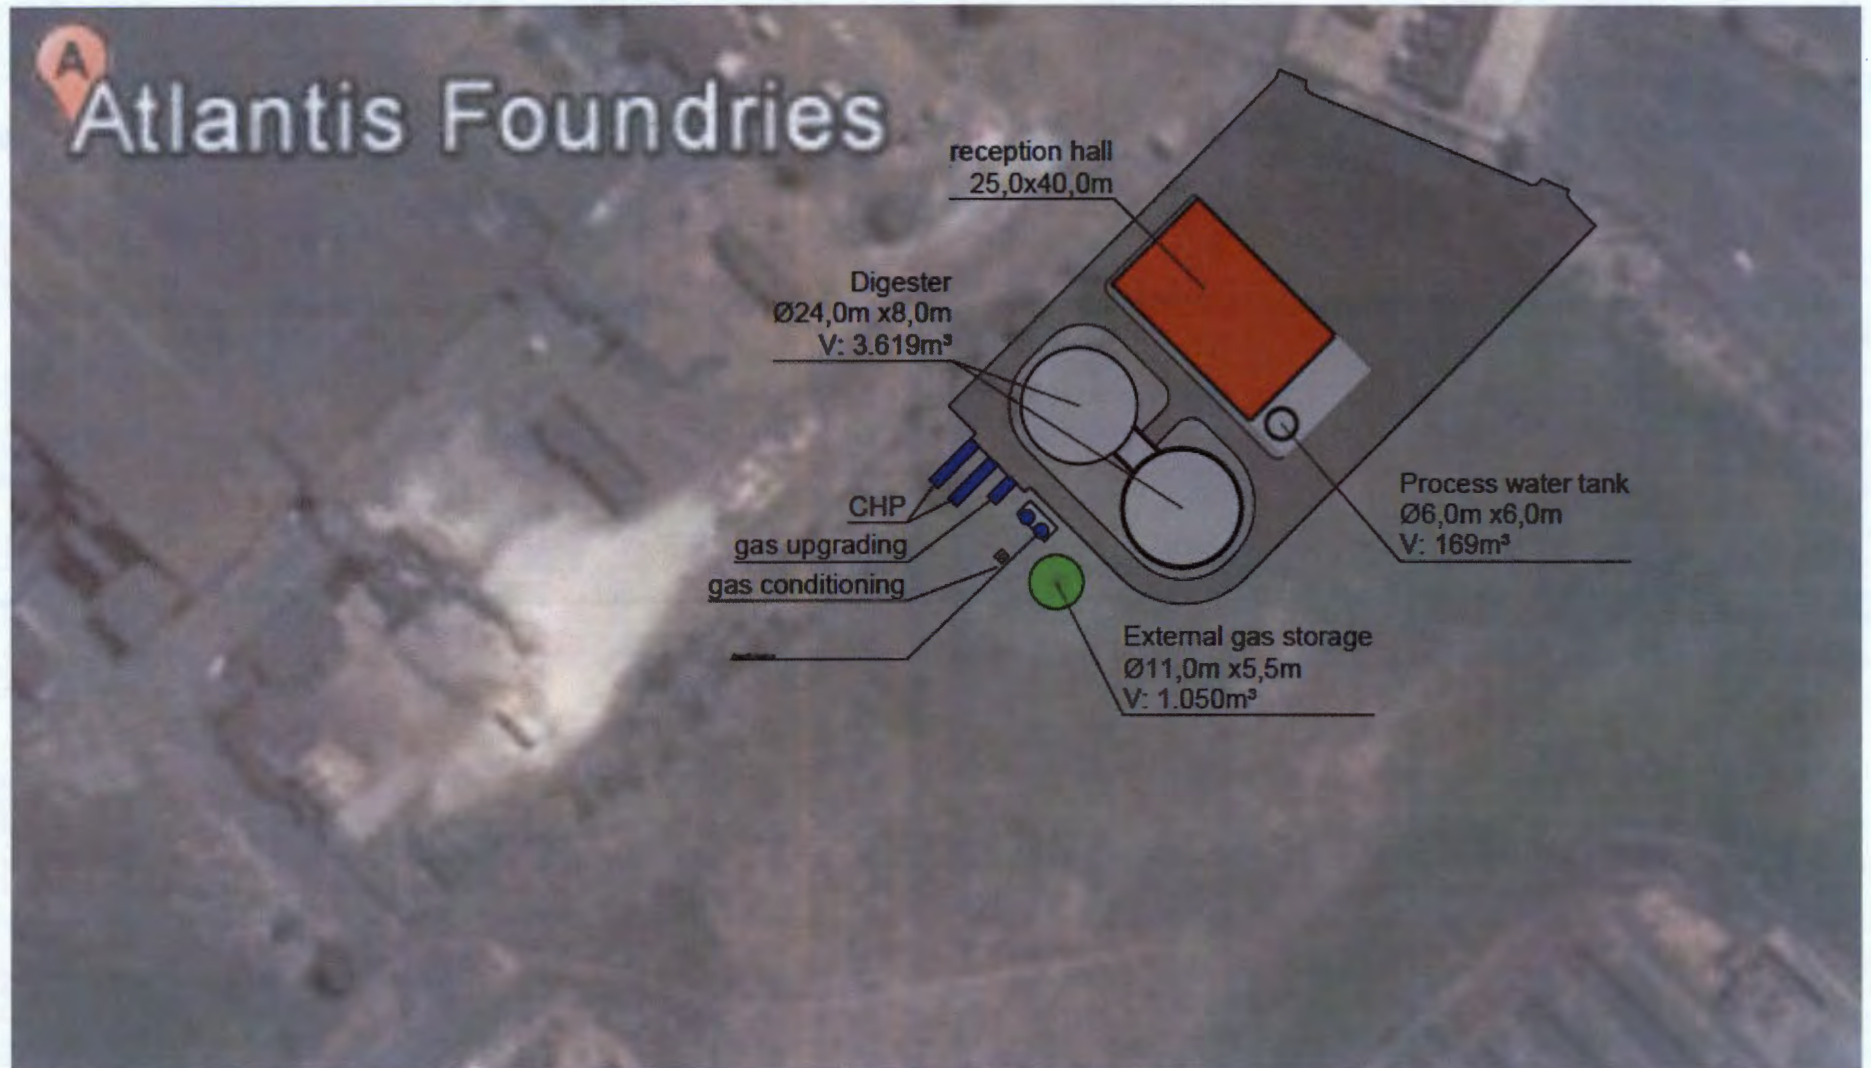 A
Atlantis Foundries
reception hall
25,0x40,0m
Digester
Ø24,0m x8,0m
V: 3.619m³
CHP
gas upgrading
gas conditioning
Process water tank
Ø6,0m x6,0m
V: 169m³
External gas storage
Ø11,0m x5,5m
V: 1.050m³